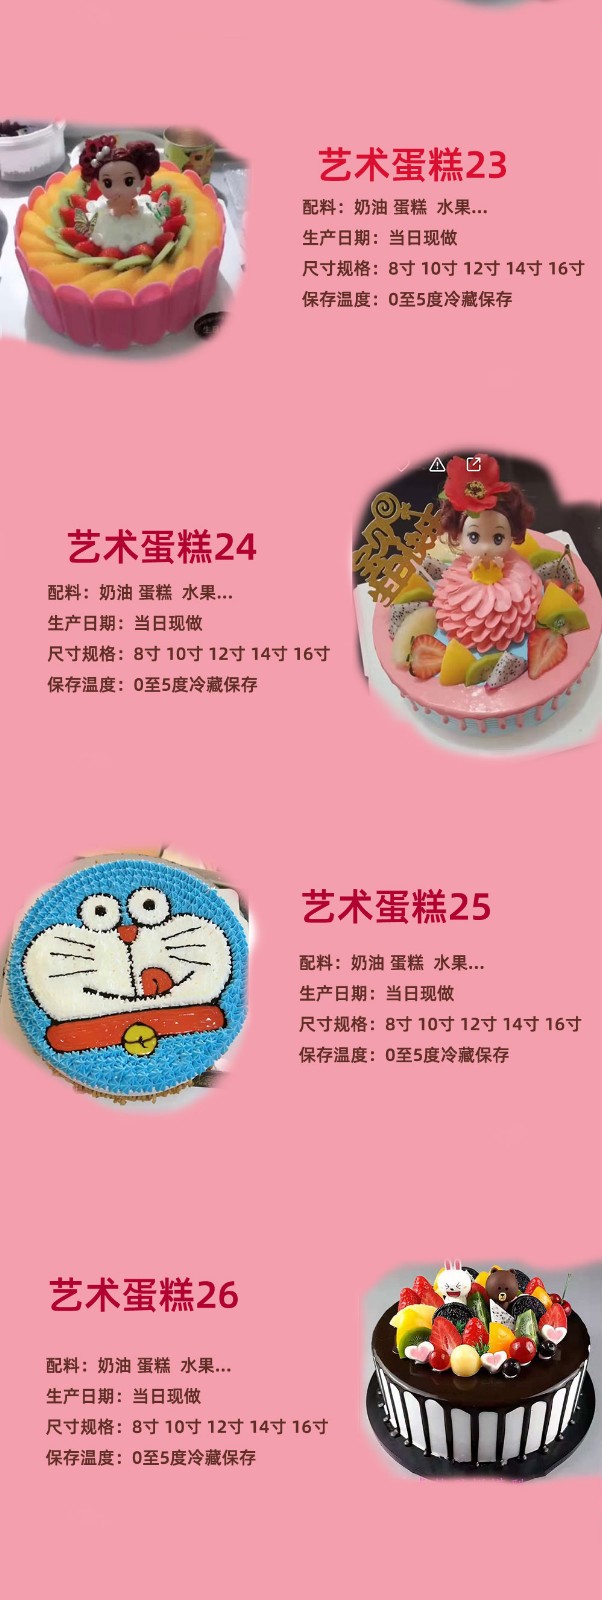 艺术蛋糕23
配料：奶油 蛋糕 水果...
生产日期：当日现做
尺寸规格：8寸 10寸 12寸 14寸 16寸
保存温度：0至5度冷藏保存
艺术蛋糕24
配料：奶油 蛋糕 水果...
生产日期：当日现做
尺寸规格：8寸 10寸 12寸 14寸 16寸
保存温度：0至5度冷藏保存
艺术蛋糕25
配料：奶油 蛋糕 水果...
生产日期：当日现做
尺寸规格：8寸 10寸 12寸 14寸 16寸
保存温度：0至5度冷藏保存
艺术蛋糕26
配料：奶油 蛋糕 水果...
生产日期：当日现做
尺寸规格：8寸 10寸 12寸 14寸 16寸
保存温度：0至5度冷藏保存